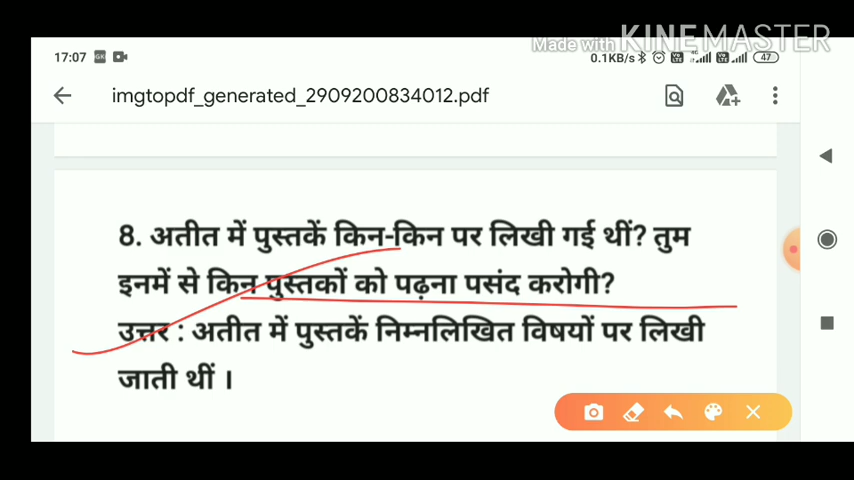 Made with KINEMASTER
17:07 0.1KB/s 47
imgtopdf_generated_2909200834012.pdf
8. अतीत में पुस्तकें किन-किन पर लिखी गई थीं? तुम
इनमें से किन पुस्तकों को पढ़ना पसंद करोगी?
उत्तर : अतीत में पुस्तकें निम्नलिखित विषयों पर लिखी
जाती थीं ।